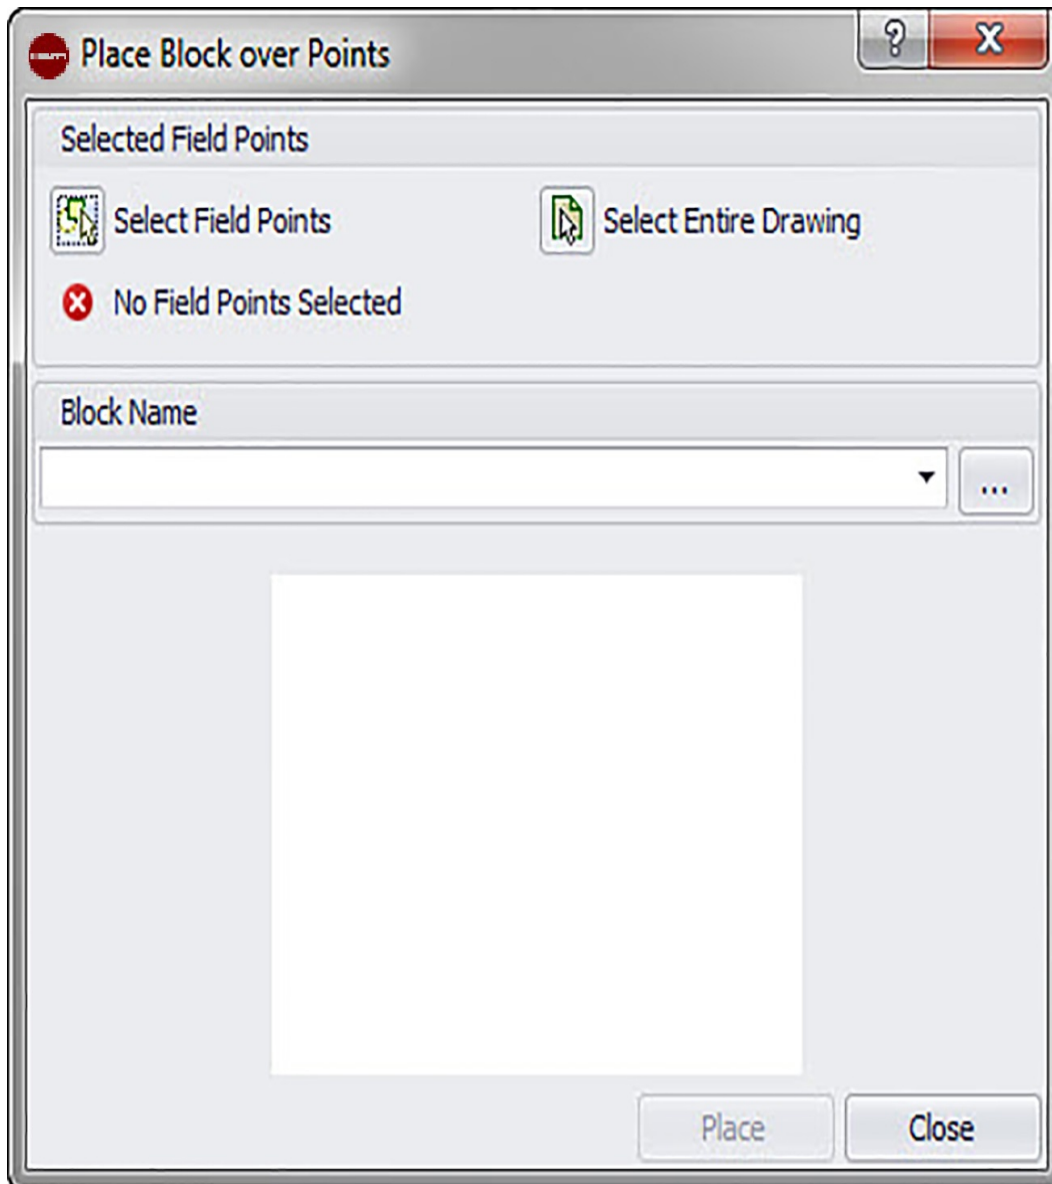 Place Block over Points
?
X
Selected Field Points
Select Field Points
Select Entire Drawing
No Field Points Selected
Block Name
...
Place
Close